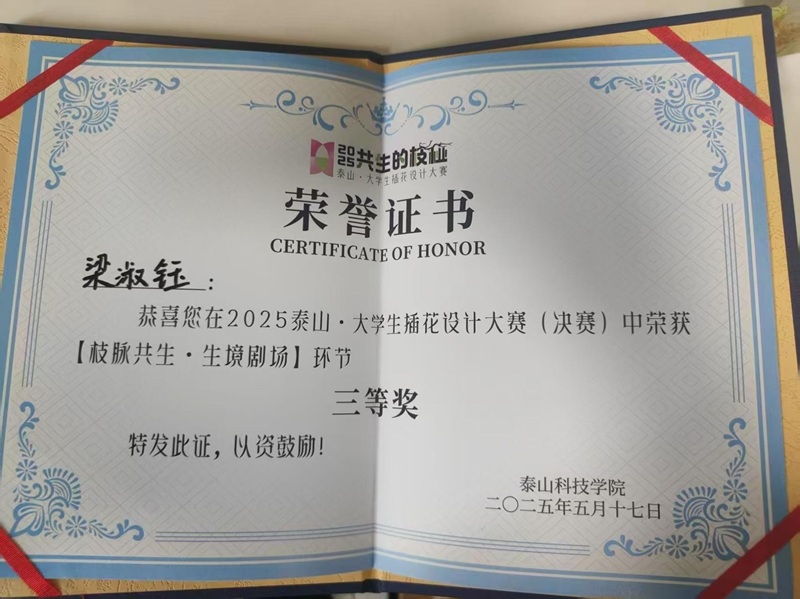 2025共生的枝桠
泰山·大学生插花设计大赛
荣誉证书
CERTIFICATE OF HONOR
梁淑钰:
恭喜您在2025泰山·大学生插花设计大赛(决赛)中荣获
【枝脉共生·生境剧场】环节
三等奖
特发此证,以资鼓励!
泰山科技学院
二〇二五年五月十七日